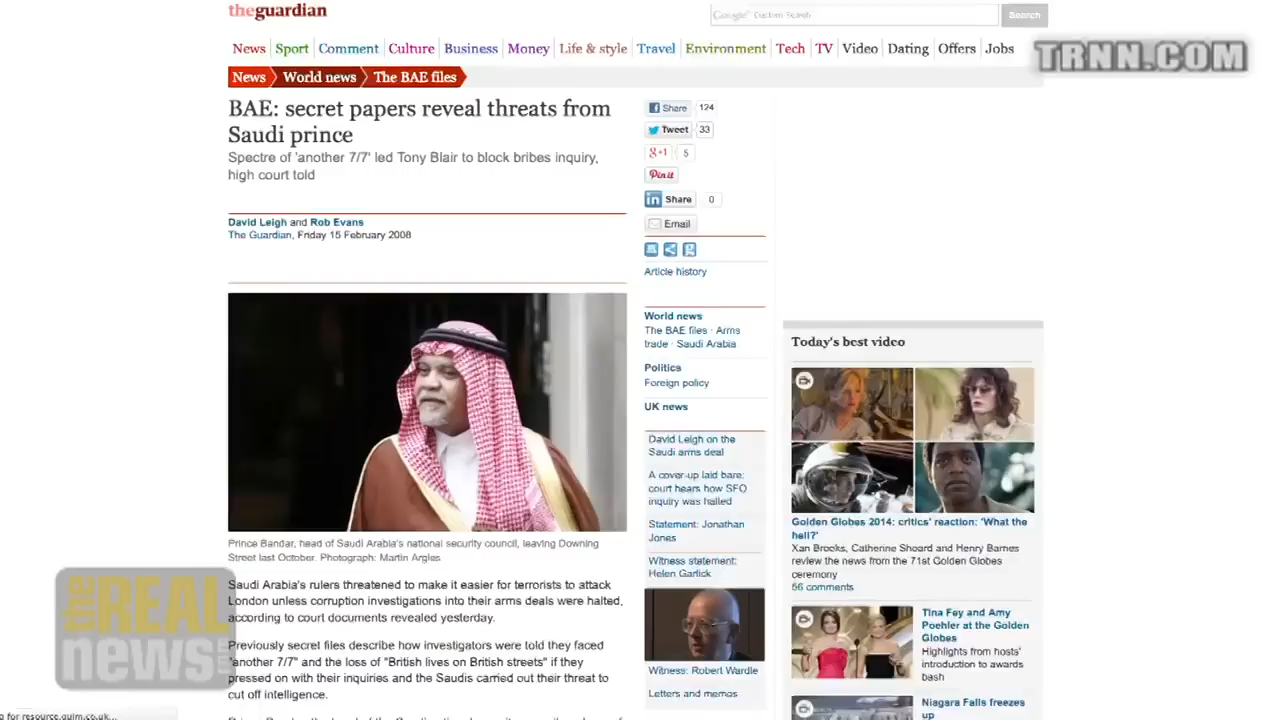 theguardian
Google Custom Search
Search
News Sport Comment Culture Business Money Life & style Travel Environment Tech TV Video Dating Offers Jobs
TRNN.COM
News World news The BAE files
BAE: secret papers reveal threats from
Saudi prince
Spectre of 'another 7/7' led Tony Blair to block bribes inquiry,
high court told
David Leigh and Rob Evans
The Guardian, Friday 15 February 2008
Prince Bandar, head of Saudi Arabia's national security council, leaving Downing
Street last October. Photograph: Martin Argles
Saudi Arabia's rulers threatened to make it easier for terrorists to attack
London unless corruption investigations into their arms deals were halted,
according to court documents revealed yesterday.
Previously secret files describe how investigators were told they faced
"another 7/7" and the loss of "British lives on British streets" if they
pressed on with their inquiries and the Saudis carried out their threat to
cut off intelligence.
the REAL
news.com
Share 124
Tweet 33
g+1 5
Pin it
in Share 0
Email
Article history
World news
The BAE files · Arms
trade · Saudi Arabia
Politics
Foreign policy
UK news
David Leigh on the
Saudi arms deal
A cover-up laid bare:
court hears how SFO
inquiry was halted
Statement: Jonathan
Jones
Witness statement:
Helen Garlick
Witness: Robert Wardle
Letters and memos
Today's best video
Golden Globes 2014: critics' reaction: 'What the
hell?'
Xan Brooks, Catherine Shoard and Henry Barnes
review the news from the 71st Golden Globes
ceremony
56 comments
Tina Fey and Amy
Poehler at the Golden
Globes
Highlights from hosts'
introduction to awards
bash
Niagara Falls freezes
up